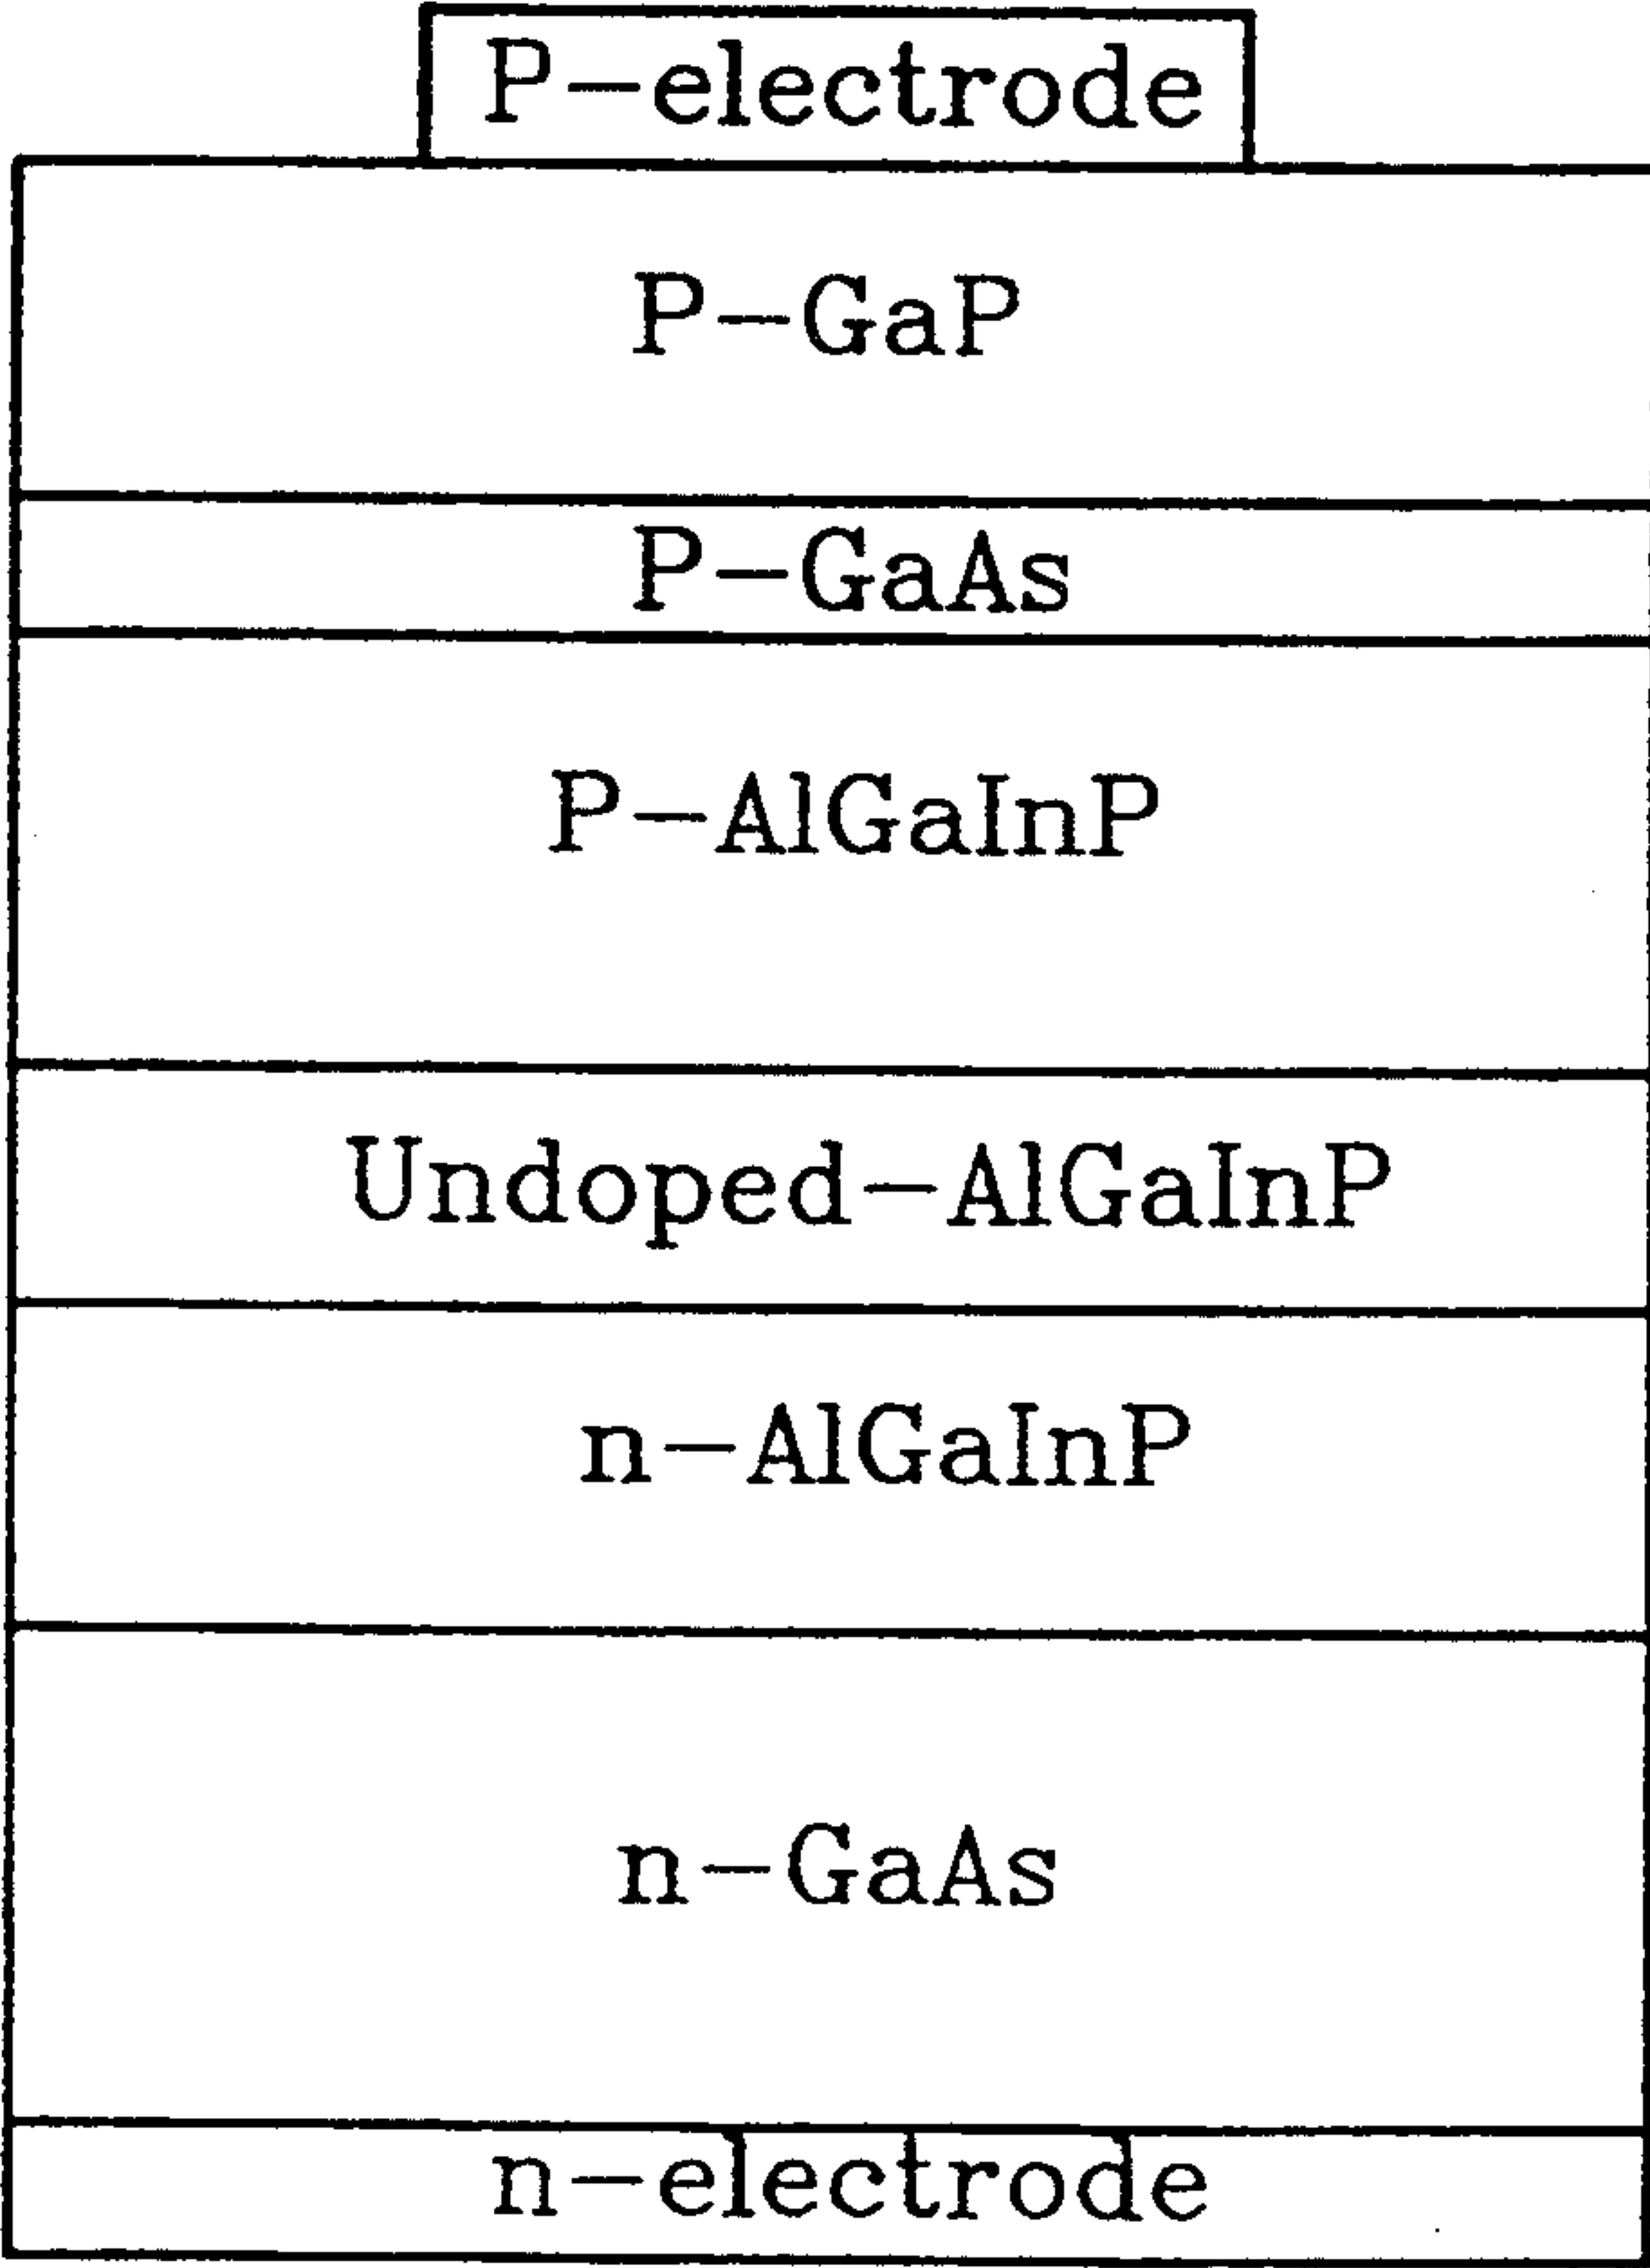 P-electrode
P-GaP
P-GaAs
P-AlGaInP
Undoped-AlGaInP
n-AlGaInP
n-GaAs
n-electrode